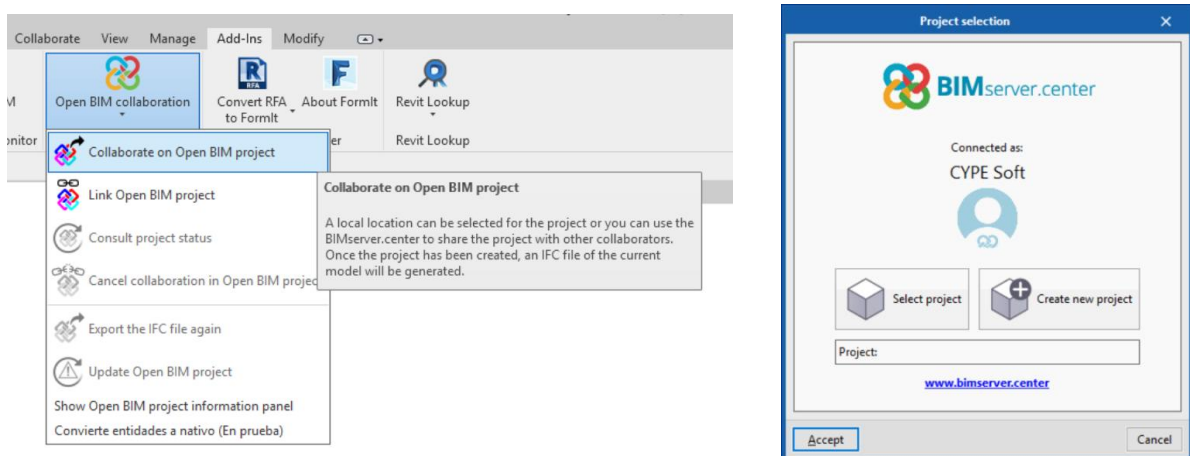 Collaborate View Manage Add-Ins Modify
Open BIM collaboration
Convert RFA
to FormIt
About FormIt
Revit Lookup
RFA
M
onitor
er
Revit Lookup
Collaborate on Open BIM project
Link Open BIM project
Consult project status
Cancel collaboration in Open BIM projec
Export the IFC file again
Update Open BIM project
Show Open BIM project information panel
Convierte entidades a nativo (En prueba)
Collaborate on Open BIM project
A local location can be selected for the project or you can use the
BIMserver.center to share the project with other collaborators.
Once the project has been created, an IFC file of the current
model will be generated.
Project selection
BIMserver.center
Connected as:
CYPE Soft
Select project
Create new project
Project:
www.bimserver.center
Accept
Cancel